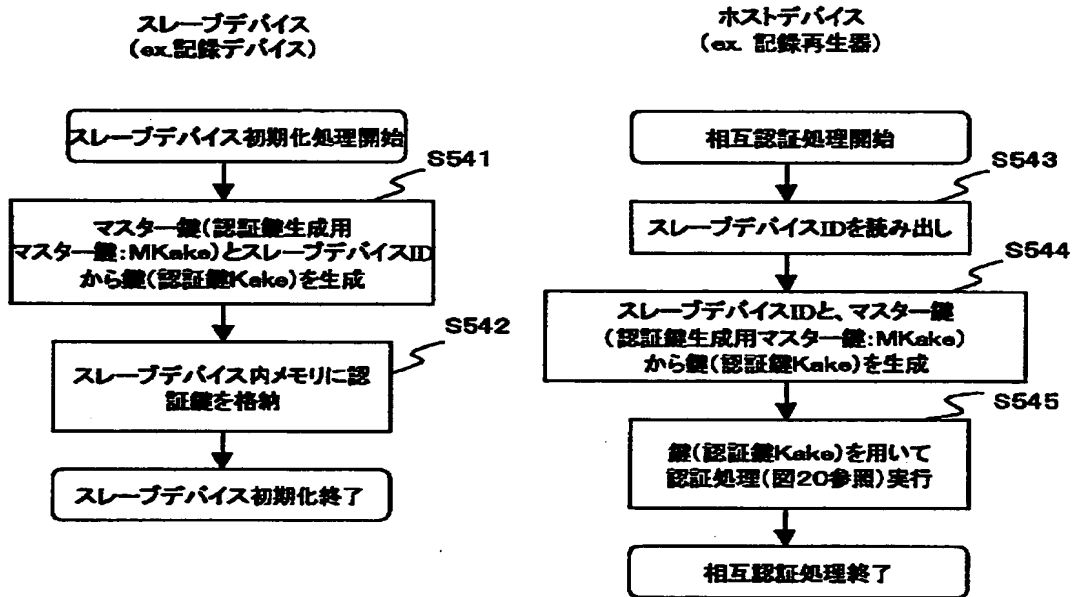 スレーブデバイス
(ex.記録デバイス)
スレーブデバイス初期化処理開始
S541
マスター鍵(認証鍵生成用
マスター鍵:MKake)とスレーブデバイスID
から鍵(認証鍵Kake)を生成
S542
スレーブデバイス内メモリに認
証鍵を格納
スレーブデバイス初期化終了
ホストデバイス
(ex. 記録再生器)
相互認証処理開始
S543
スレーブデバイスIDを読み出し
S544
スレーブデバイスIDと、マスター鍵
(認証鍵生成用マスター鍵:MKake)
から鍵(認証鍵Kake)を生成
S545
鍵(認証鍵Kake)を用いて
認証処理(図20参照)実行
相互認証処理終了